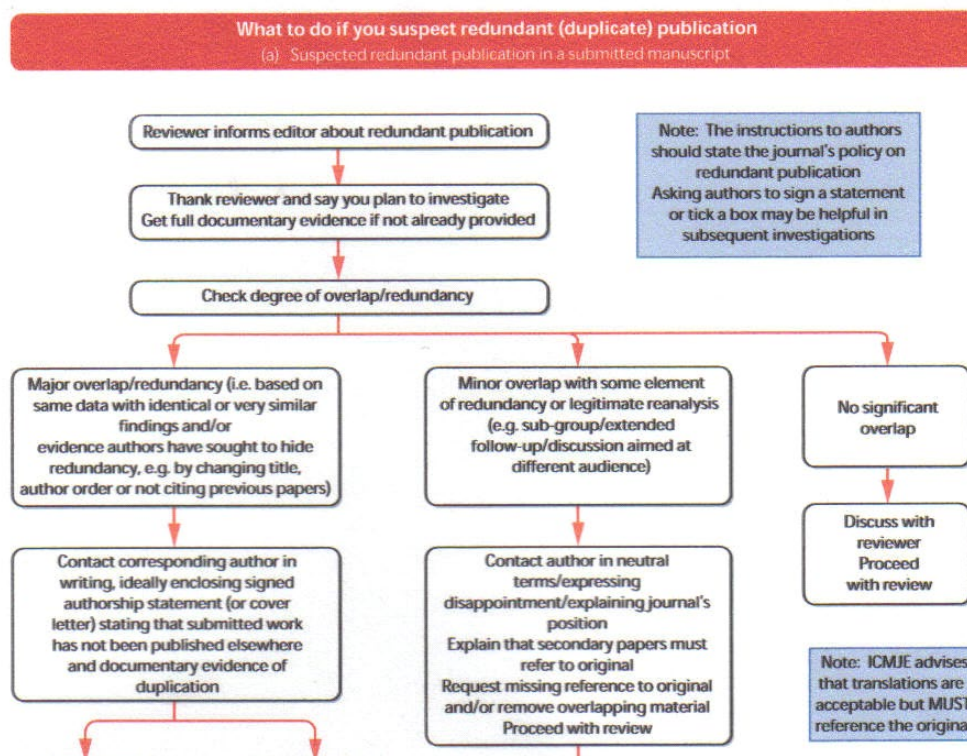 What to do if you suspect redundant (duplicate) publication
(a) Suspected redundant publication in a submitted manuscript
Reviewer informs editor about redundant publication
Note: The instructions to authors
should state the journal's policy on
redundant publication
Asking authors to sign a statement
or tick a box may be helpful in
subsequent investigations
Thank reviewer and say you plan to investigate
Get full documentary evidence if not already provided
Check degree of overlap/redundancy
Major overlap/redundancy (i.e. based on
same data with identical or very similar
findings and/or
evidence authors have sought to hide
redundancy, e.g. by changing title,
author order or not citing previous papers)
Minor overlap with some element
of redundancy or legitimate reanalysis
(e.g. sub-group/extended
follow-up/discussion aimed at
different audience)
No significant
overlap
Contact corresponding author in
writing, ideally enclosing signed
authorship statement (or cover
letter) stating that submitted work
has not been published elsewhere
and documentary evidence of
duplication
Contact author in neutral
terms/expressing
disappointment/explaining journal's
position
Explain that secondary papers must
refer to original
Request missing reference to original
and/or remove overlapping material
Proceed with review
Discuss with
reviewer
Proceed
with review
Note: ICMJE advises
that translations are
acceptable but MUST
reference the original